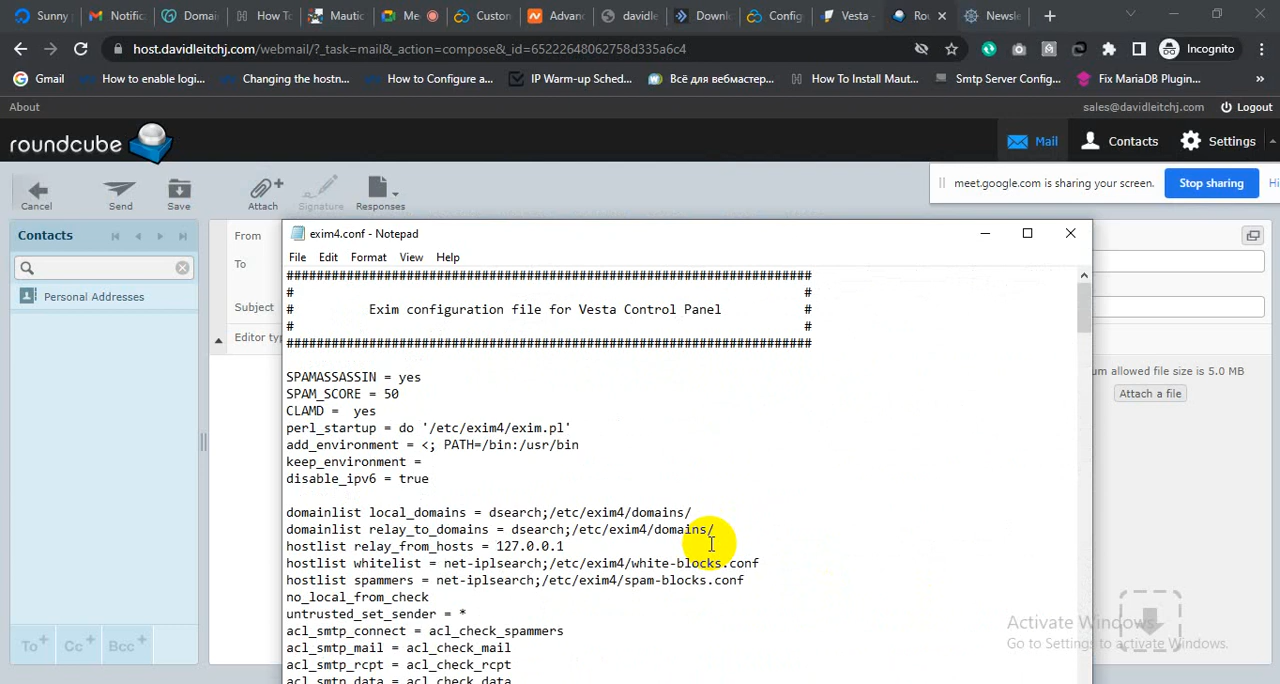 Sunny
Notific
Domai
How To
Mautic
Me
Custon
Advanc
davidle
Downl
Config
Vesta
Rou
Newsle
host.davidleitchj.com/webmail/?_task=mail&_action=compose&_id=65222648062758d335a6c4
Incognito
Gmail
How to enable logi...
Changing the hostn...
How to Configure a...
IP Warm-up Sched...
Всё для вебмастер...
How To Install Maut...
Smtp Server Config...
Fix MariaDB Plugin...
»
About
sales@davidleitchj.com
Logout
roundcube
Mail
Contacts
Settings
meet.google.com is sharing your screen.
Stop sharing
Hi
Cancel
Send
Save
Attach
Signature
Responses
Contacts
Personal Addresses
To
Cc
Bcc
From
To
Subject
Editor typ
exim4.conf - Notepad
File Edit Format View Help
######################################################################
# #
# Exim configuration file for Vesta Control Panel #
# #
######################################################################
SPAMASSASSIN = yes
SPAM_SCORE = 50
CLAMD =  yes
perl_startup = do '/etc/exim4/exim.pl'
add_environment = <; PATH=/bin:/usr/bin
keep_environment =
disable_ipv6 = true
domainlist local_domains = dsearch;/etc/exim4/domains/
domainlist relay_to_domains = dsearch;/etc/exim4/domains/
hostlist relay_from_hosts = 127.0.0.1
hostlist whitelist = net-iplsearch;/etc/exim4/white-blocks.conf
hostlist spammers = net-iplsearch;/etc/exim4/spam-blocks.conf
no_local_from_check
untrusted_set_sender = *
acl_smtp_connect = acl_check_spammers
acl_smtp_mail = acl_check_mail
acl_smtp_rcpt = acl_check_rcpt
acl_smtp_data = acl_check_data
um allowed file size is 5.0 MB
Attach a file
Activate Windows
Go to Settings to activate Windows.